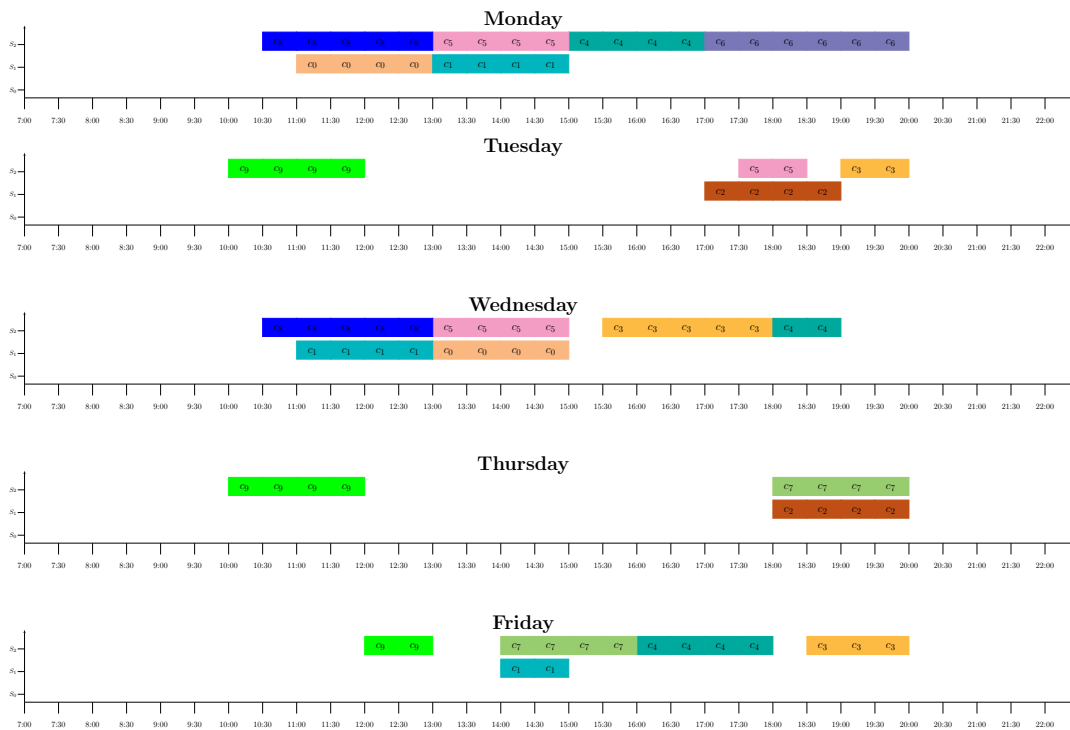 Monday
S₂ c₈ c₈ c₈ c₈ c₈ c₅ c₅ c₅ c₅ c₄ c₄ c₄ c₄ c₆ c₆ c₆ c₆ c₆ c₆
S₁ c₀ c₀ c₀ c₀ c₁ c₁ c₁ c₁
S₀
7:00 7:30 8:00 8:30 9:00 9:30 10:00 10:30 11:00 11:30 12:00 12:30 13:00 13:30 14:00 14:30 15:00 15:30 16:00 16:30 17:00 17:30 18:00 18:30 19:00 19:30 20:00 20:30 21:00 21:30 22:00
Tuesday
S₂ c₉ c₉ c₉ c₉ c₅ c₅ c₃ c₃
S₁ c₂ c₂ c₂ c₂
S₀
7:00 7:30 8:00 8:30 9:00 9:30 10:00 10:30 11:00 11:30 12:00 12:30 13:00 13:30 14:00 14:30 15:00 15:30 16:00 16:30 17:00 17:30 18:00 18:30 19:00 19:30 20:00 20:30 21:00 21:30 22:00
Wednesday
S₂ c₈ c₈ c₈ c₈ c₈ c₅ c₅ c₅ c₅ c₃ c₃ c₃ c₃ c₃ c₄ c₄
S₁ c₁ c₁ c₁ c₁ c₀ c₀ c₀ c₀
S₀
7:00 7:30 8:00 8:30 9:00 9:30 10:00 10:30 11:00 11:30 12:00 12:30 13:00 13:30 14:00 14:30 15:00 15:30 16:00 16:30 17:00 17:30 18:00 18:30 19:00 19:30 20:00 20:30 21:00 21:30 22:00
Thursday
S₂ c₉ c₉ c₉ c₉ c₇ c₇ c₇ c₇
S₁ c₂ c₂ c₂ c₂
S₀
7:00 7:30 8:00 8:30 9:00 9:30 10:00 10:30 11:00 11:30 12:00 12:30 13:00 13:30 14:00 14:30 15:00 15:30 16:00 16:30 17:00 17:30 18:00 18:30 19:00 19:30 20:00 20:30 21:00 21:30 22:00
Friday
S₂ c₉ c₉ c₇ c₇ c₇ c₇ c₄ c₄ c₄ c₄ c₃ c₃ c₃
S₁ c₁ c₁
S₀
7:00 7:30 8:00 8:30 9:00 9:30 10:00 10:30 11:00 11:30 12:00 12:30 13:00 13:30 14:00 14:30 15:00 15:30 16:00 16:30 17:00 17:30 18:00 18:30 19:00 19:30 20:00 20:30 21:00 21:30 22:00